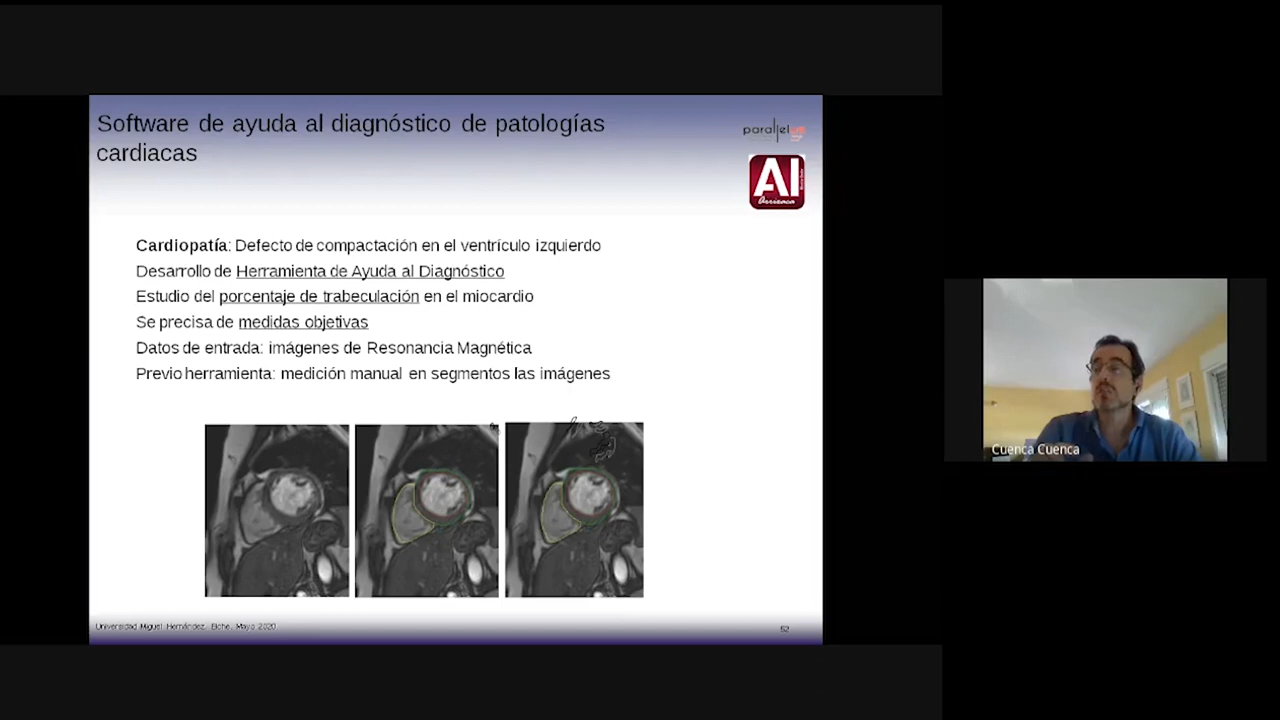 Software de ayuda al diagnóstico de patologías
cardiacas
parallel
AI
Arrixaca
Cardiopatía: Defecto de compactación en el ventrículo izquierdo
Desarrollo de Herramienta de Ayuda al Diagnóstico
Estudio del porcentaje de trabeculación en el miocardio
Se precisa de medidas objetivas
Datos de entrada: imágenes de Resonancia Magnética
Previo herramienta: medición manual en segmentos las imágenes
Cuenca Cuenca
Universidad Miguel Hernández. Elche. Mayo 2020
52